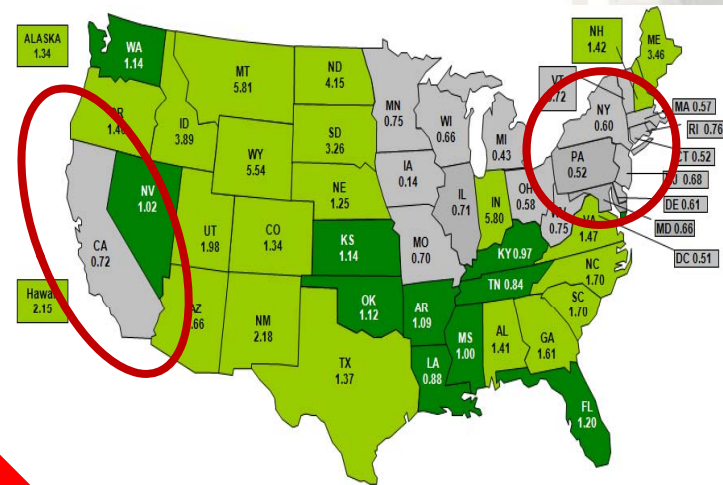 ALASKA
1.34
WA
1.14
MT
5.81
ND
4.15
MN
0.75
WI
0.66
MI
0.43
NH
1.42
ME
3.46
ID
3.89
WY
5.54
SD
3.26
NE
1.25
IA
0.14
IL
0.71
IN
5.80
0.58
NY
0.60
PA
0.52
MA 0.57
RI 0.76
CT 0.52
0.68
DE 0.61
MD 0.66
DC 0.51
NV
1.02
CA
0.72
UT
1.98
CO
1.34
KS
1.14
MO
0.70
KY 0.97
0.75
VA
1.47
NC
1.70
SC
1.70
TN 0.84
2.15
NM
2.18
OK
1.12
AR
1.09
TX
1.37
LA
0.88
MS
1.00
AL
1.41
GA
1.61
FL
1.20